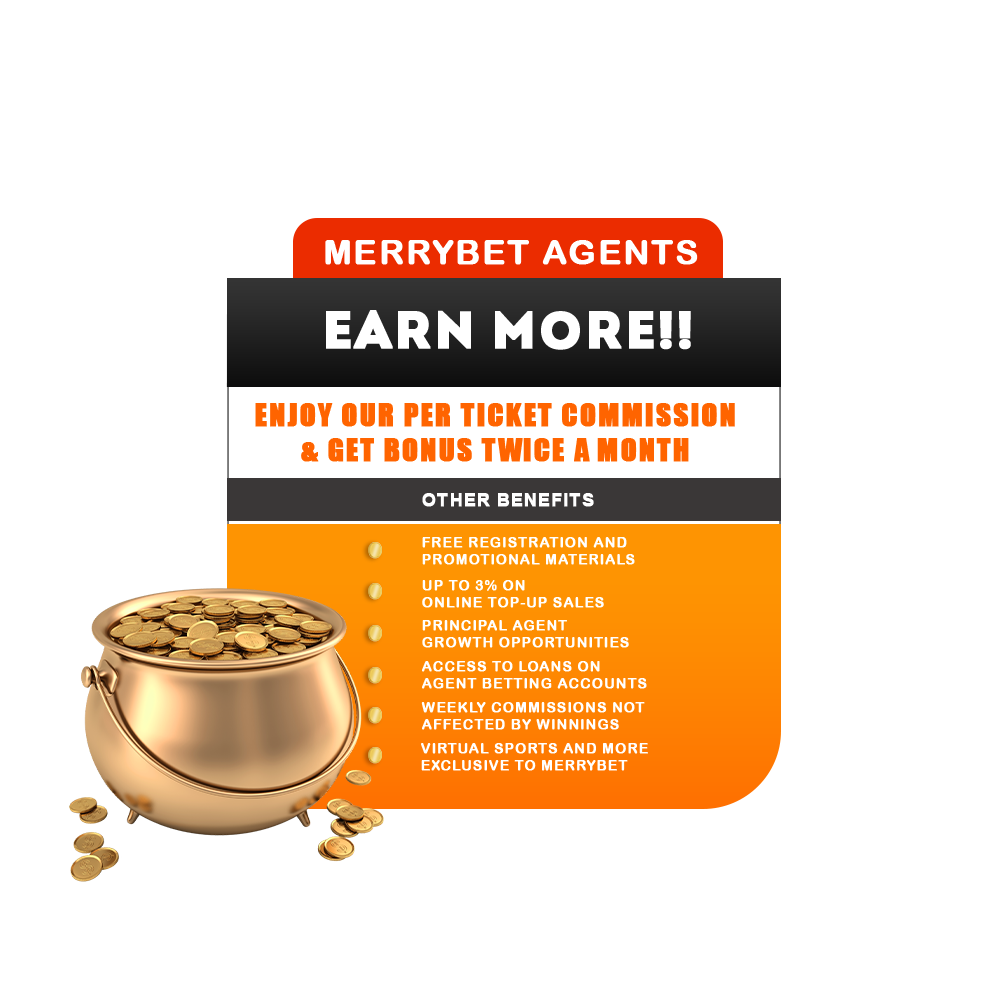 MERRYBET AGENTS
EARN MORE!!
ENJOY OUR PER TICKET COMMISSION
& GET BONUS TWICE A MONTH
OTHER BENEFITS
FREE REGISTRATION AND
PROMOTIONAL MATERIALS
UP TO 3% ON
ONLINE TOP-UP SALES
PRINCIPAL AGENT
GROWTH OPPORTUNITIES
ACCESS TO LOANS ON
AGENT BETTING ACCOUNTS
WEEKLY COMMISSIONS NOT
AFFECTED BY WINNINGS
VIRTUAL SPORTS AND MORE
EXCLUSIVE TO MERRYBET